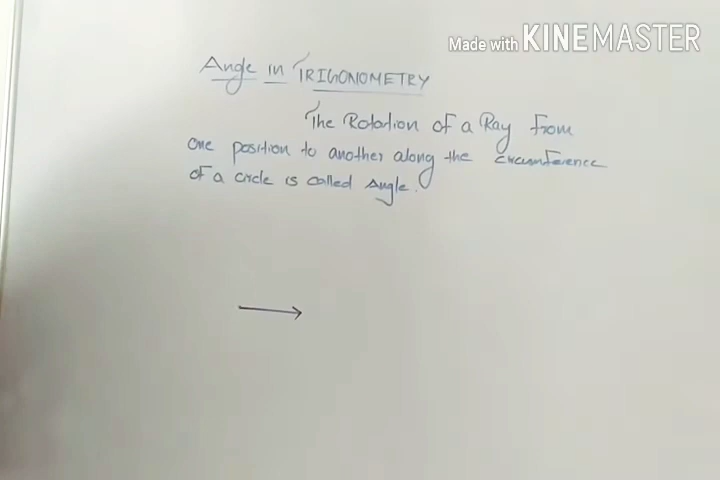 Made with KINEMASTER
Angle in TRIGONOMETRY
The Rotation of a Ray from
one position to another along the circumference
of a circle is called Angle.